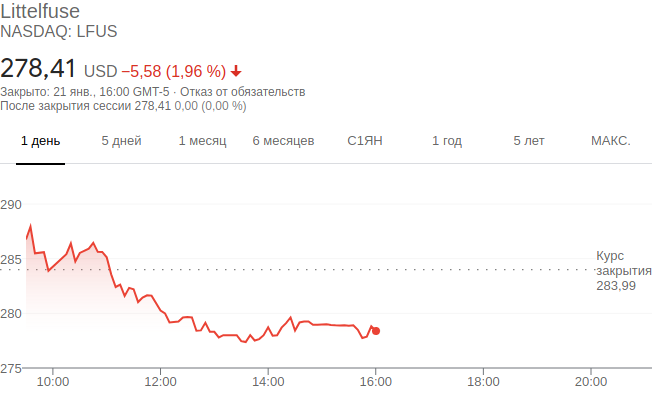 Littelfuse
NASDAQ: LFUS
278,41 USD −5,58 (1,96 %)
Закрыто: 21 янв., 16:00 GMT-5 · Отказ от обязательств
После закрытия сессии 278,41 0,00 (0,00 %)
1 день 5 дней 1 месяц 6 месяцев С1ЯН 1 год 5 лет МАКС.
290
285
Курс
закрытия
283,99
280
275
10:00 12:00 14:00 16:00 18:00 20:00